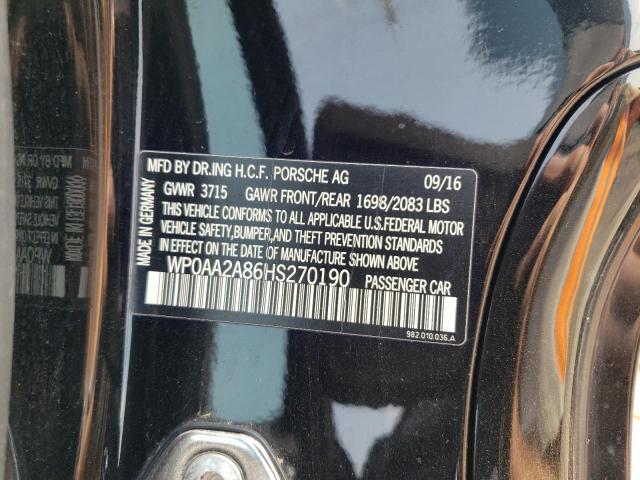 MFD BY DR.ING H.C.F. PORSCHE AG 09/16
GVWR 3715 GAWR FRONT/REAR 1698/2083 LBS
THIS VEHICLE CONFORMS TO ALL APPLICABLE U.S.FEDERAL MOTOR
VEHICLE SAFETY,BUMPER,AND THEFT PREVENTION STANDARDS
IN EFFECT ON THE DATE OF MANUFACTURE SHOWN ABOVE.
WP0AA2A86HS270190 PASSENGER CAR
MADE IN GERMANY
982.010.036.A